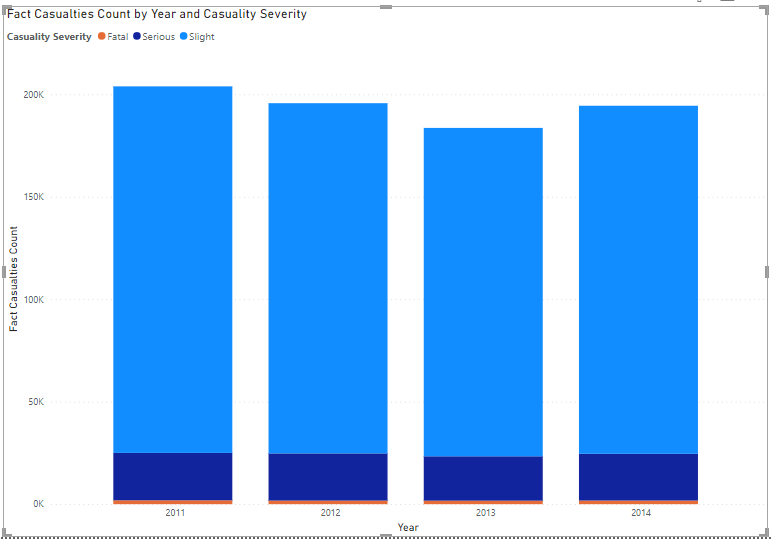 Fact Casualties Count by Year and Casuality Severity
Casuality Severity Fatal Serious Slight
200K
150K
100K
50K
0K
Fact Casualties Count
2011 2012 2013 2014
Year